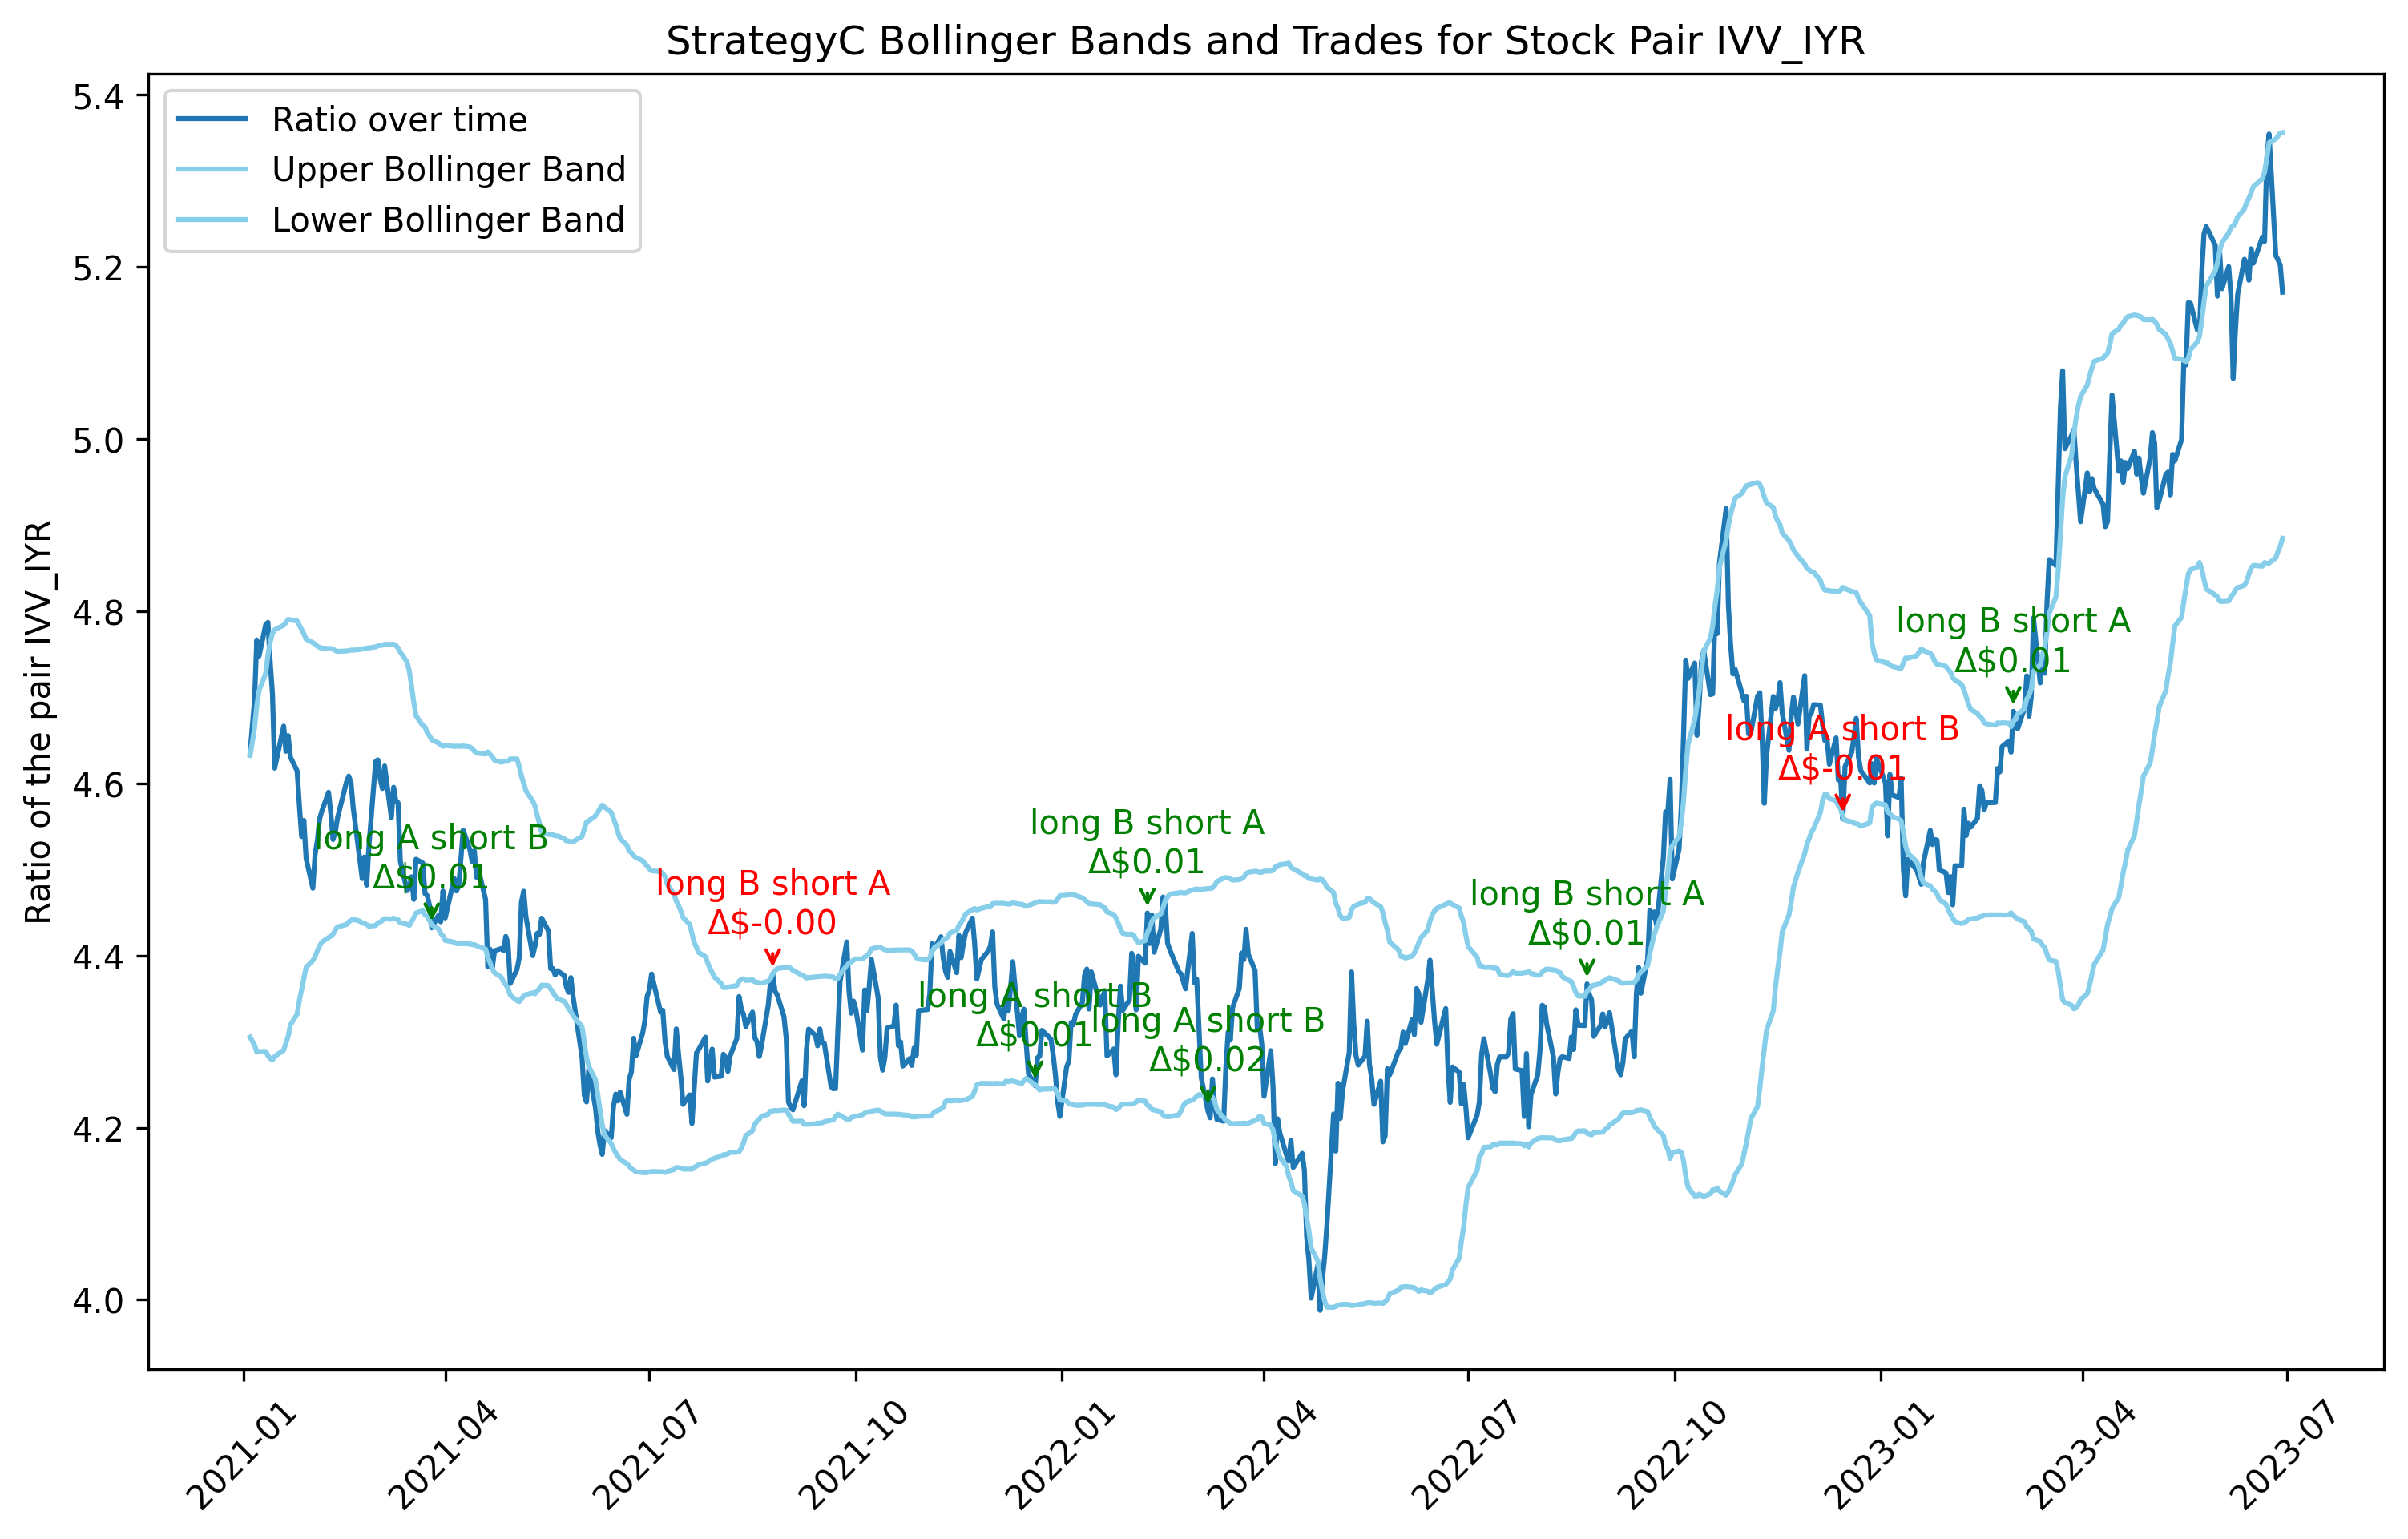 StrategyC Bollinger Bands and Trades for Stock Pair IVV_IYR
Ratio over time
Upper Bollinger Band
Lower Bollinger Band
Ratio of the pair IVV_IYR
5.4
5.2
5.0
4.8
4.6
4.4
4.2
4.0
long A short B
Δ$0.01
long B short A
Δ$-0.00
long A short B
Δ$0.01
long B short A
Δ$0.01
long A short B
Δ$0.02
long B short A
Δ$0.01
long A short B
Δ$-0.01
long B short A
Δ$0.01
2021-01
2021-04
2021-07
2021-10
2022-01
2022-04
2022-07
2022-10
2023-01
2023-04
2023-07